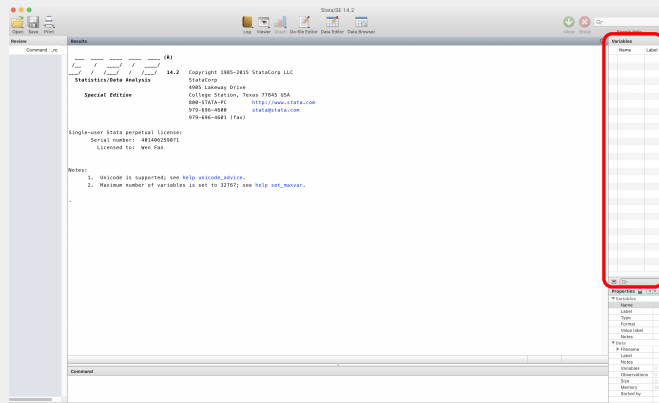 Stata/SE 14.2
Open Save Print
Log Viewer Graph Do-file Editor Data Editor Data Browser
More Break
Review
Command _rc
Results
(R)
14.2 Copyright 1985-2015 StataCorp LLC
Statistics/Data Analysis StataCorp
4905 Lakeway Drive
Special Edition College Station, Texas 77845 USA
800-STATA-PC http://www.stata.com
979-696-4600 stata@stata.com
979-696-4601 (fax)
Single-user Stata perpetual license:
Serial number: 401406259071
Licensed to: Wen Fan
Notes:
1. Unicode is supported; see help unicode_advice.
2. Maximum number of variables is set to 32767; see help set_maxvar.
.
Command
Variables
Name Label
Properties
Variables
Name
Label
Type
Format
Value label
Notes
Data
Filename
Label
Notes
Variables
Observations
Size
Memory
Sorted by